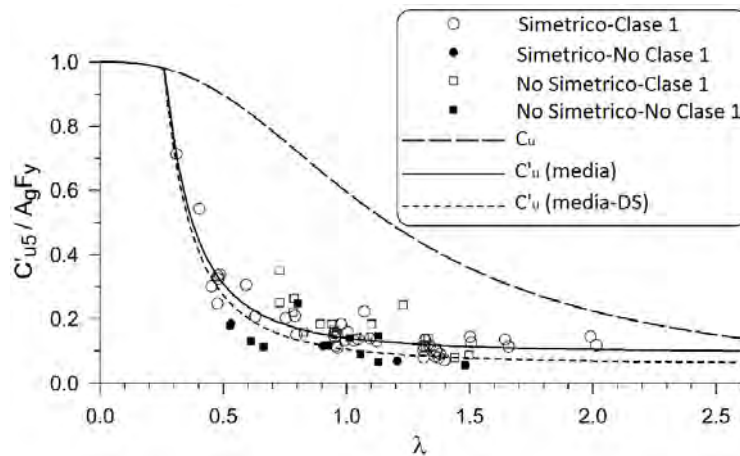 Simetrico-Clase 1
Simetrico-No Clase 1
No Simetrico-Clase 1
No Simetrico-No Clase 1
Cu
C'u (media)
C'u (media-DS)
C'u5 / AgFy
1.0
0.8
0.6
0.4
0.2
0.0
0.0 0.5 1.0 1.5 2.0 2.5
λ